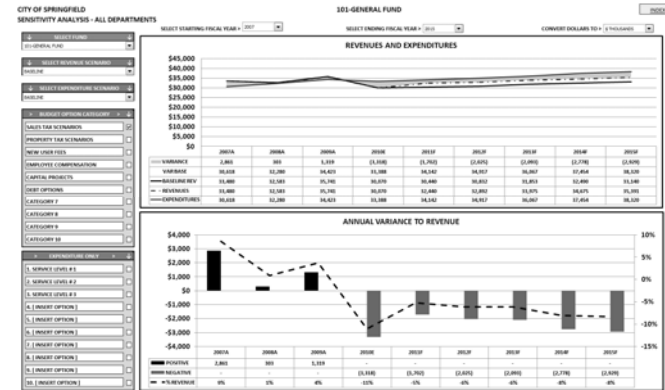 CITY OF SPRINGFIELD
SENSITIVITY ANALYSIS - ALL DEPARTMENTS
101-GENERAL FUND
INDEX
SELECT STARTING FISCAL YEAR > 2007
SELECT ENDING FISCAL YEAR > 2015
CONVERT DOLLARS TO > $ THOUSANDS
SELECT FUND
101-GENERAL FUND
SELECT REVENUE SCENARIO
BASELINE
SELECT EXPENDITURE SCENARIO
BASELINE
BUDGET OPTION CATEGORY
SALES TAX SCENARIOS
PROPERTY TAX SCENARIOS
NEW USER FEES
EMPLOYEE COMPENSATION
CAPITAL PROJECTS
DEBT OPTIONS
CATEGORY 7
CATEGORY 8
CATEGORY 9
CATEGORY 10
EXPENDITURE ONLY
1. SERVICE LEVEL # 1
2. SERVICE LEVEL # 2
3. SERVICE LEVEL # 3
4. [ INSERT OPTION ]
5. [ INSERT OPTION ]
6. [ INSERT OPTION ]
7. [ INSERT OPTION ]
8. [ INSERT OPTION ]
9. [ INSERT OPTION ]
10. [ INSERT OPTION ]
REVENUES AND EXPENDITURES
$45,000
$40,000
$35,000
$30,000
$25,000
$20,000
$15,000
$10,000
$5,000
$0
2007A 2008A 2009A 2010E 2011F 2012F 2013F 2014F 2015F
VARIANCE 2,861 303 1,319 (3,318) (1,702) (2,025) (2,093) (2,778) (2,929)
VAR BASE 30,618 32,280 34,423 33,388 34,142 34,917 36,067 37,454 38,320
BASELINE REV 33,480 32,583 35,741 30,070
REVENUES 33,480 32,583 35,741 30,070 32,440 32,892 33,975 34,675 35,391
EXPENDITURES 30,618 32,280 34,423 33,388 34,142 34,917 36,067 37,454 38,320
ANNUAL VARIANCE TO REVENUE
$4,000 10%
$3,000
$2,000 5%
$1,000
$0 0%
-$1,000 -5%
-$2,000
-$3,000 -10%
-$4,000 -15%
2007A 2008A 2009A 2010E 2011F 2012F 2013F 2014F 2015F
POSITIVE 2,861 303 1,319 - - - - - -
NEGATIVE - - - (3,318) (1,702) (2,025) (2,093) (2,778) (2,929)
% REVENUE 9% 1% 4% -11% -5% -6% -6% -8% -8%